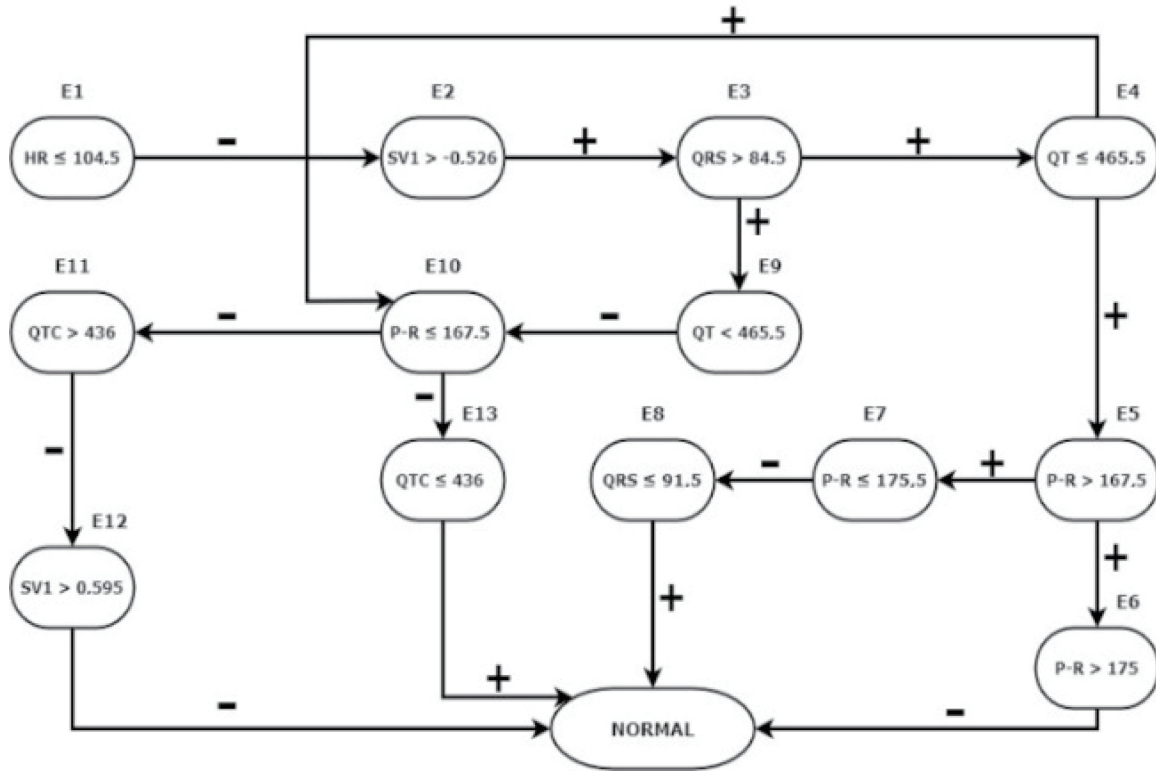 +
E1 E2 E3 E4
HR ≤ 104.5 - SV1 > -0.526 + QRS > 84.5 + QT ≤ 465.5
+
E11 E10 E9
QTC > 436 - P-R ≤ 167.5 - QT < 465.5 +
-
E13 E8 E7 E5
- QTC ≤ 436 QRS ≤ 91.5 - P-R ≤ 175.5 + P-R > 167.5
E12 +
SV1 > 0.595 + E6
P-R > 175
+
- NORMAL -